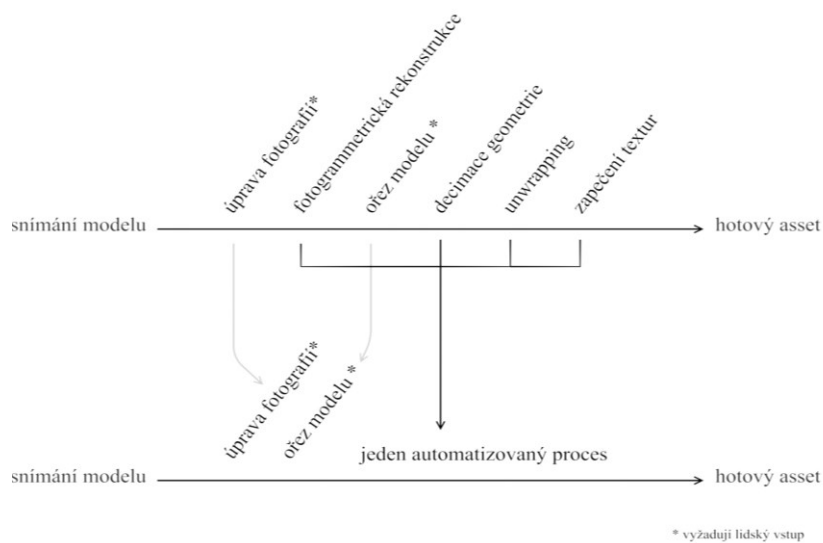 úprava fotografií*
fotogrammetrická rekonstrukce
ořez modelu *
decimace geometrie
unwrapping
zapečení textur
snímání modelu
hotový asset
úprava fotografií*
ořez modelu *
jeden automatizovaný proces
snímání modelu
hotový asset
* vyžadují lidský vstup